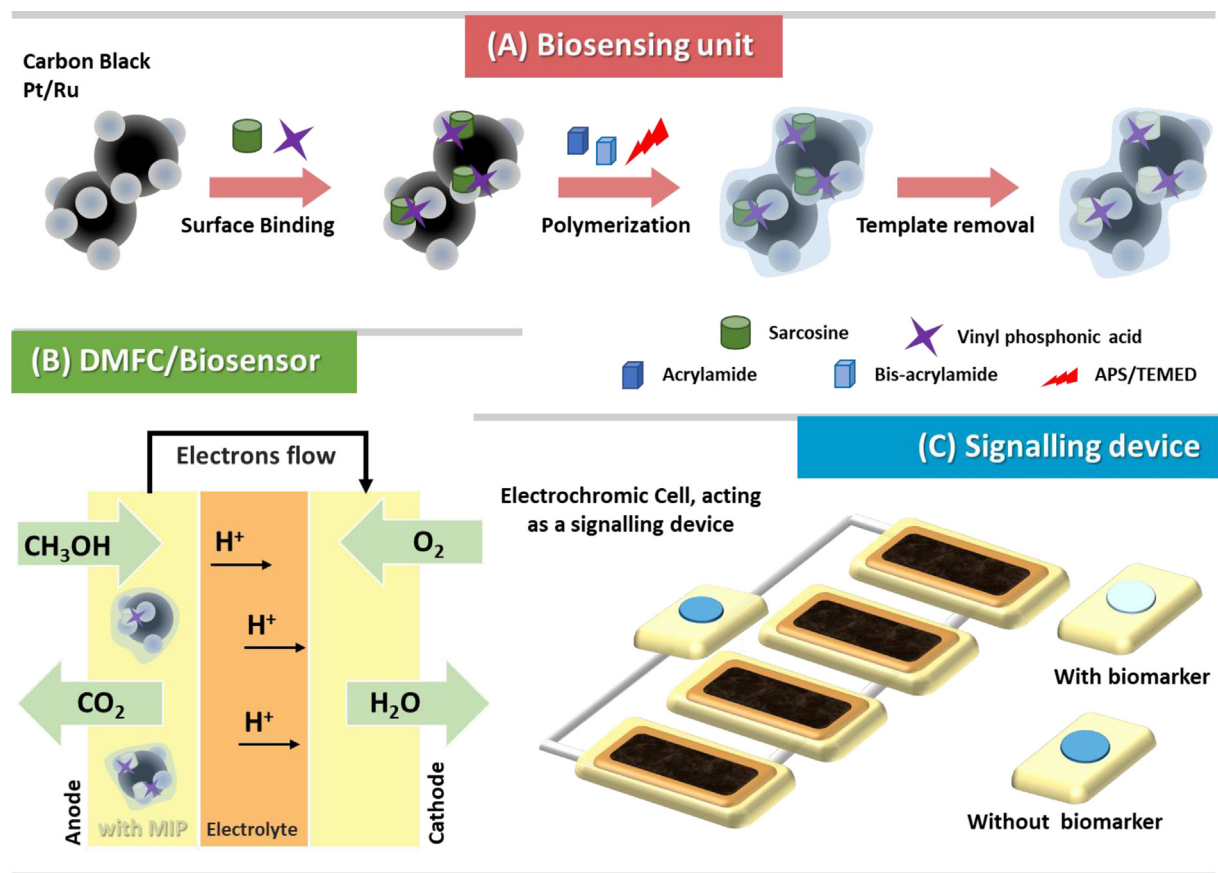 (A) Biosensing unit
Carbon Black
Pt/Ru
Surface Binding
Polymerization
Template removal
Sarcosine
Vinyl phosphonic acid
Acrylamide
Bis-acrylamide
APS/TEMED
(B) DMFC/Biosensor
Electrons flow
CH₃OH
H⁺
O₂
H⁺
CO₂
H⁺
H₂O
Anode
with MIP
Electrolyte
Cathode
(C) Signalling device
Electrochromic Cell, acting
as a signalling device
With biomarker
Without biomarker